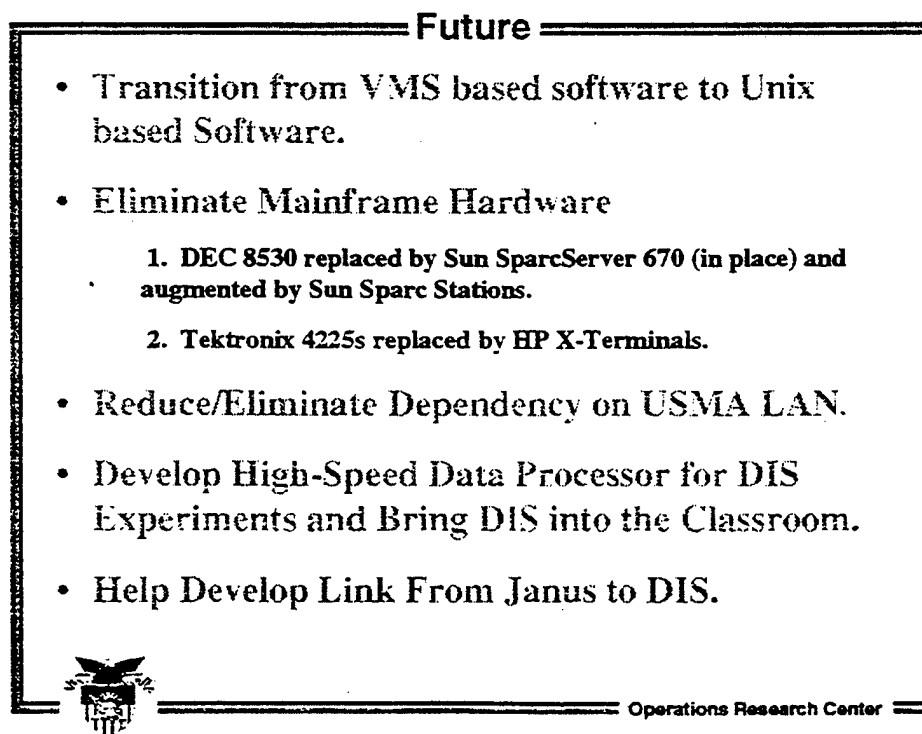 Future
• Transition from VMS based software to Unix
based Software.
• Eliminate Mainframe Hardware
1. DEC 8530 replaced by Sun SparcServer 670 (in place) and
augmented by Sun Sparc Stations.
2. Tektronix 4225s replaced by HP X-Terminals.
• Reduce/Eliminate Dependency on USMA LAN.
• Develop High-Speed Data Processor for DIS
Experiments and Bring DIS into the Classroom.
• Help Develop Link From Janus to DIS.
Operations Research Center